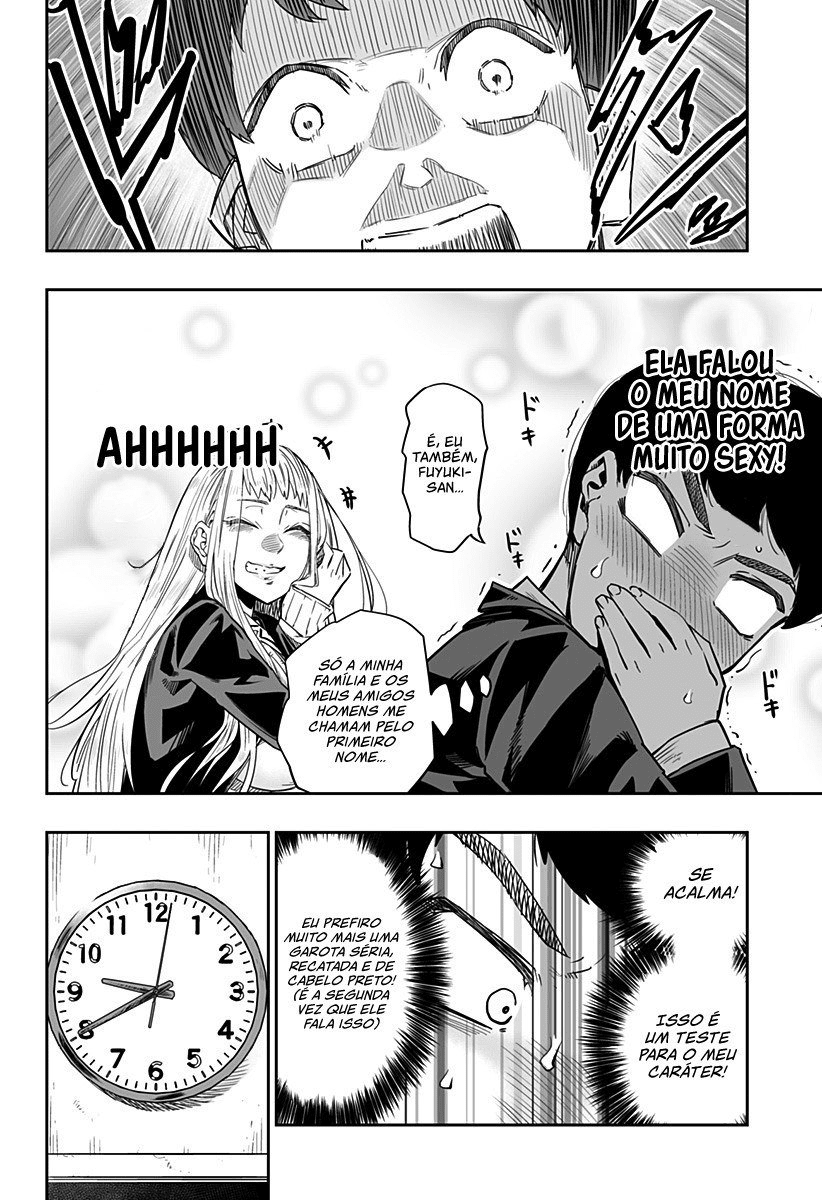 ELA FALOU
O MEU NOME
DE UMA FORMA
MUITO SEXY!
ドキ
É, EU
TAMBÉM,
FUYUKI-
SAN...
AHHHHHH
ドキ
ドキ
SÓ A MINHA
FAMÍLIA E OS
MEUS AMIGOS
HOMENS ME
CHAMAM PELO
PRIMEIRO
NOME...
SE
ACALMA!
ISSO É
UM TESTE
PARA O MEU
CARÁTER!
EU PREFIRO
MUITO MAIS UMA
GAROTA SÉRIA,
RECATADA E DE
CABELO PRETO!
(É A SEGUNDA
VEZ QUE ELE
FALA ISSO)
12
1
2
3
4
5
6
7
8
9
10
11